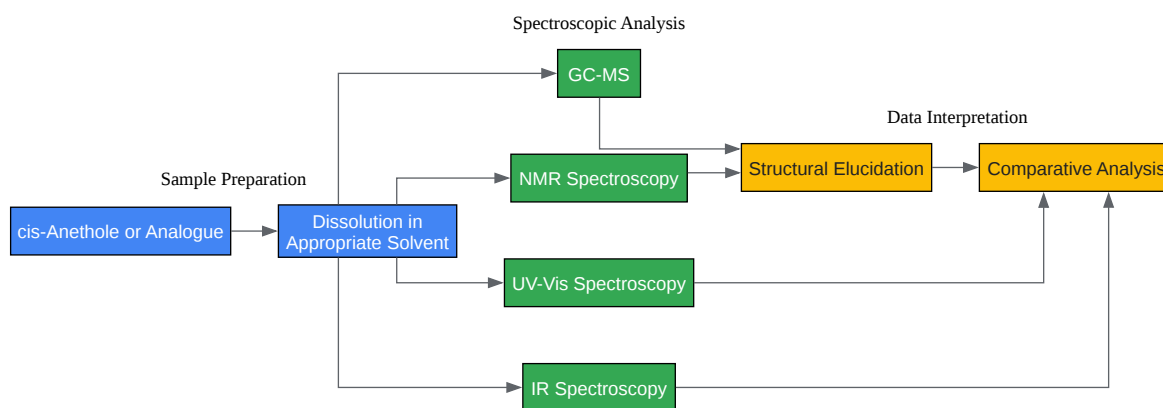 Spectroscopic Analysis
GC-MS
Data Interpretation
Structural Elucidation
Comparative Analysis
NMR Spectroscopy
Sample Preparation
cis-Anethole or Analogue
Dissolution in
Appropriate Solvent
UV-Vis Spectroscopy
IR Spectroscopy